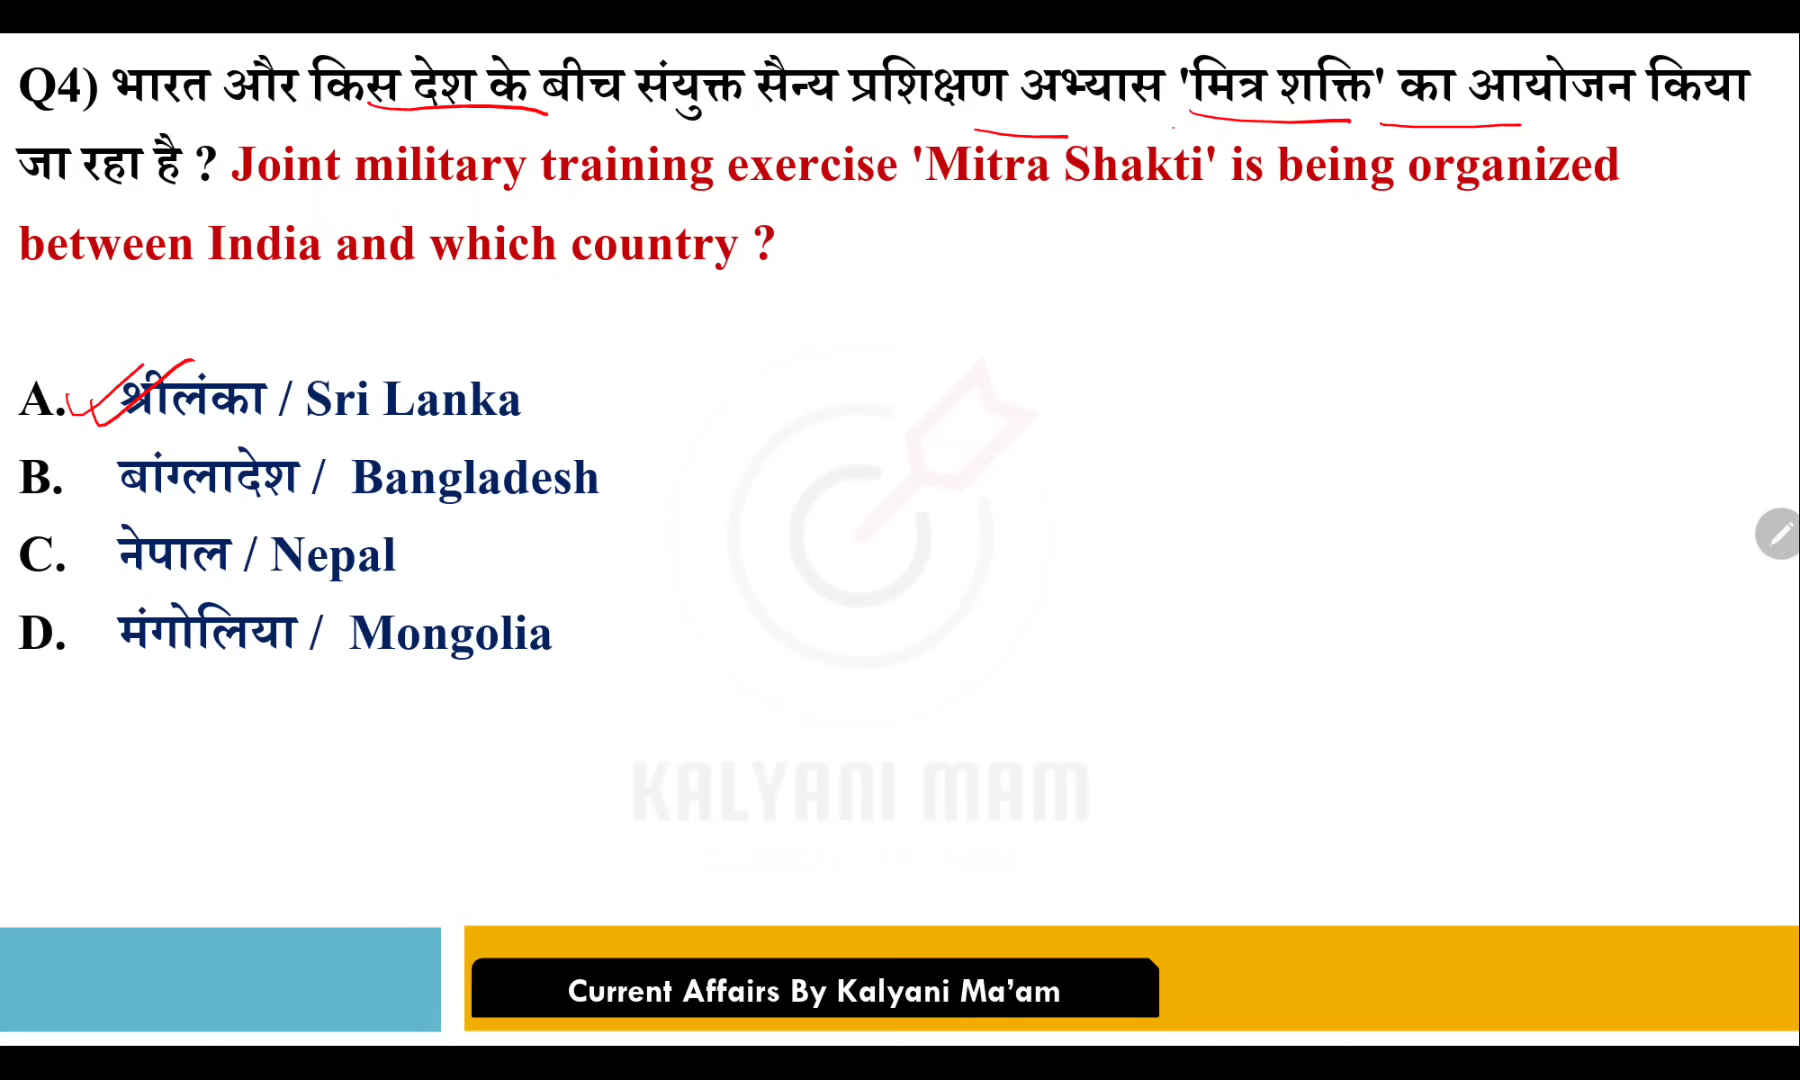 Q4) भारत और किस देश के बीच संयुक्त सैन्य प्रशिक्षण अभ्यास 'मित्र शक्ति' का आयोजन किया
जा रहा है ? Joint military training exercise 'Mitra Shakti' is being organized
between India and which country ?
A. श्रीलंका / Sri Lanka
B. बांग्लादेश / Bangladesh
C. नेपाल / Nepal
D. मंगोलिया / Mongolia
KALYANI MAM
Current Affairs By Kalyani Ma’am